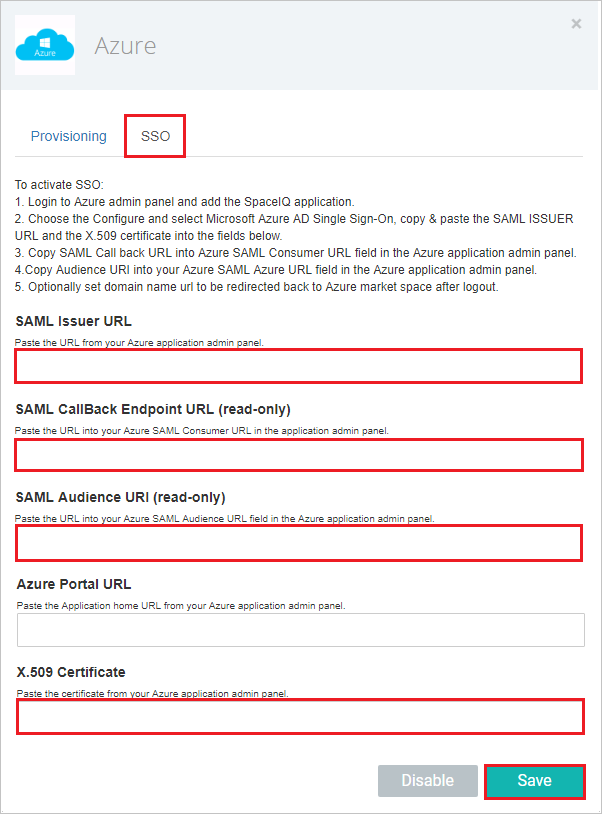 ×
Azure
Azure
Provisioning
SSO
To activate SSO:
1. Login to Azure admin panel and add the SpaceIQ application.
2. Choose the Configure and select Microsoft Azure AD Single Sign-On, copy & paste the SAML ISSUER
URL and the X.509 certificate into the fields below.
3. Copy SAML Call back URL into Azure SAML Consumer URL field in the Azure application admin panel.
4.Copy Audience URI into your Azure SAML Azure URL field in the Azure application admin panel.
5. Optionally set domain name url to be redirected back to Azure market space after logout.
SAML Issuer URL
Paste the URL from your Azure application admin panel.
SAML CallBack Endpoint URL (read-only)
Paste the URL into your Azure SAML Consumer URL in the application admin panel.
SAML Audience URI (read-only)
Paste the URL into your Azure SAML Audience URL field in the Azure application admin panel.
Azure Portal URL
Paste the Application home URL from your Azure application admin panel.
X.509 Certificate
Paste the certificate from your Azure application admin panel.
Disable
Save